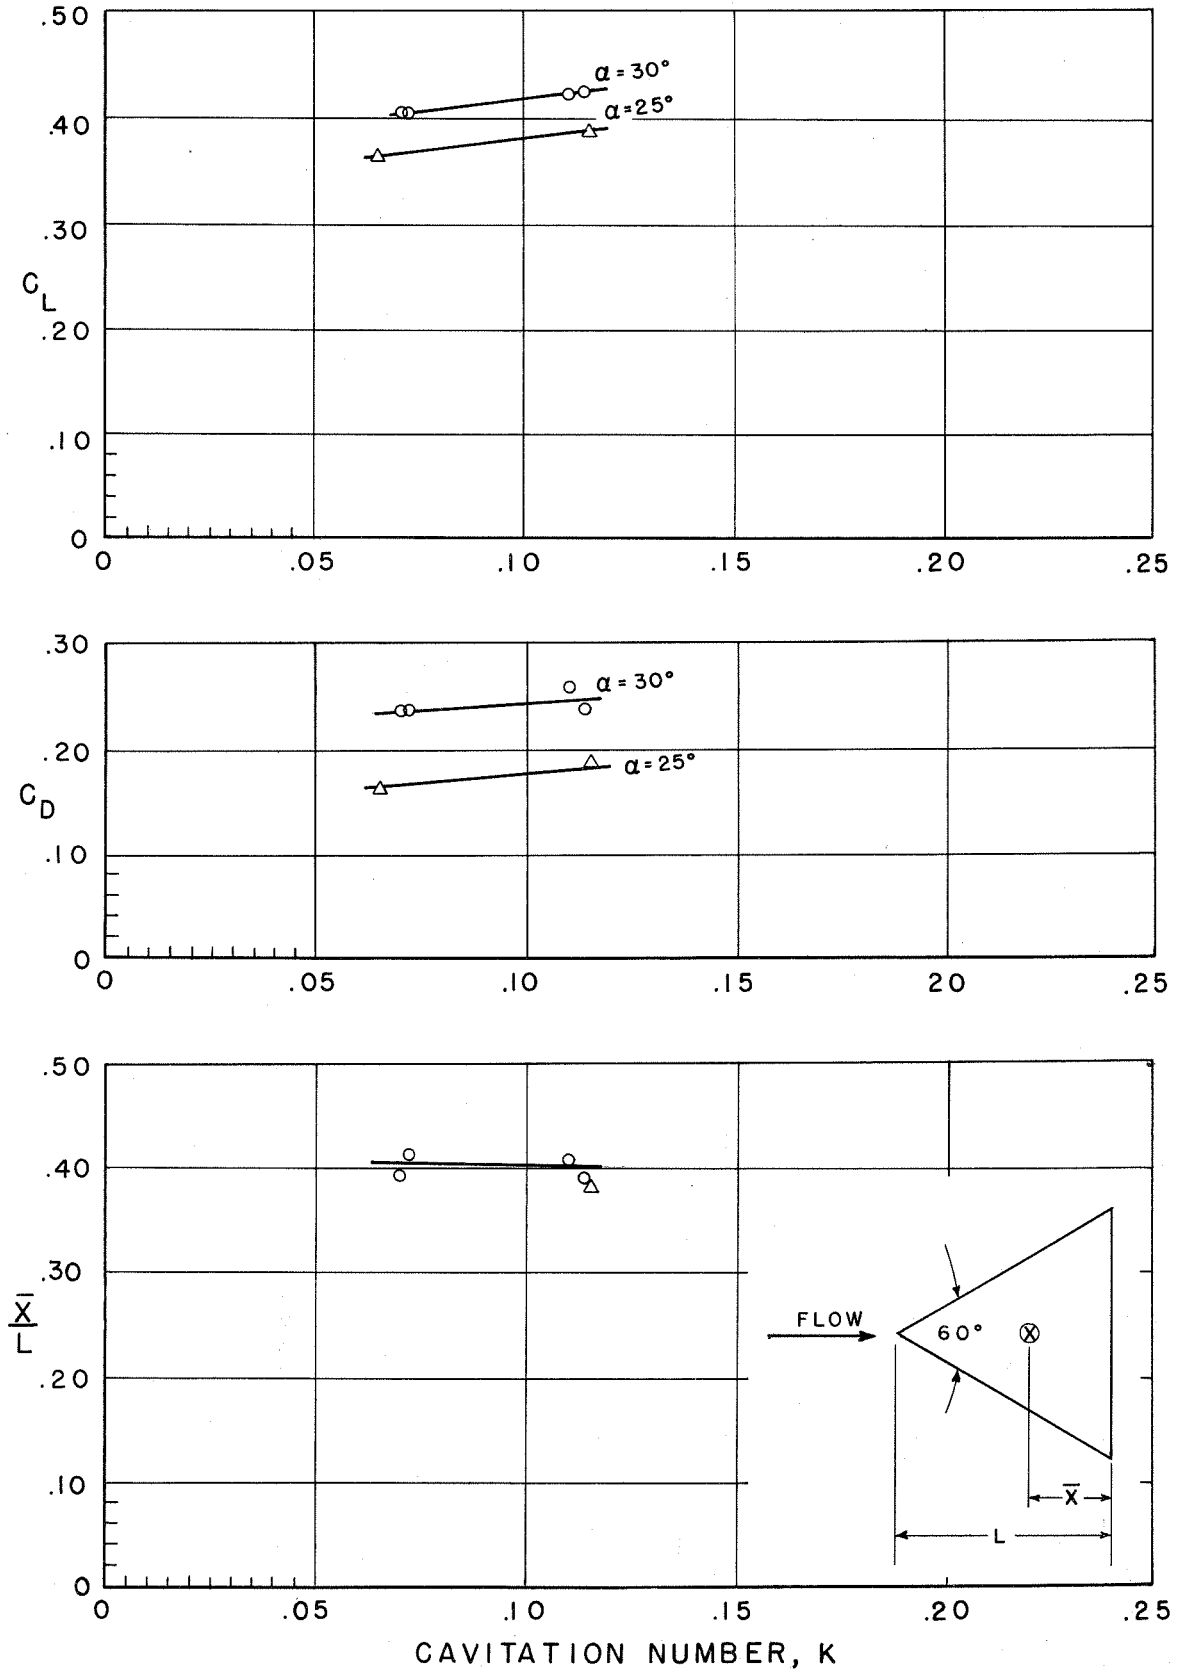 .50
α = 30°
α = 25°
.40
.30
C_L
.20
.10
0
0 .05 .10 .15 .20 .25
.30
α = 30°
.20
α = 25°
C_D
.10
0
0 .05 .10 .15 .20 .25
.50
.40
.30
X̄
L
FLOW
60°
X
.20
.10
X̄
L
0
0 .05 .10 .15 .20 .25
CAVITATION NUMBER, K